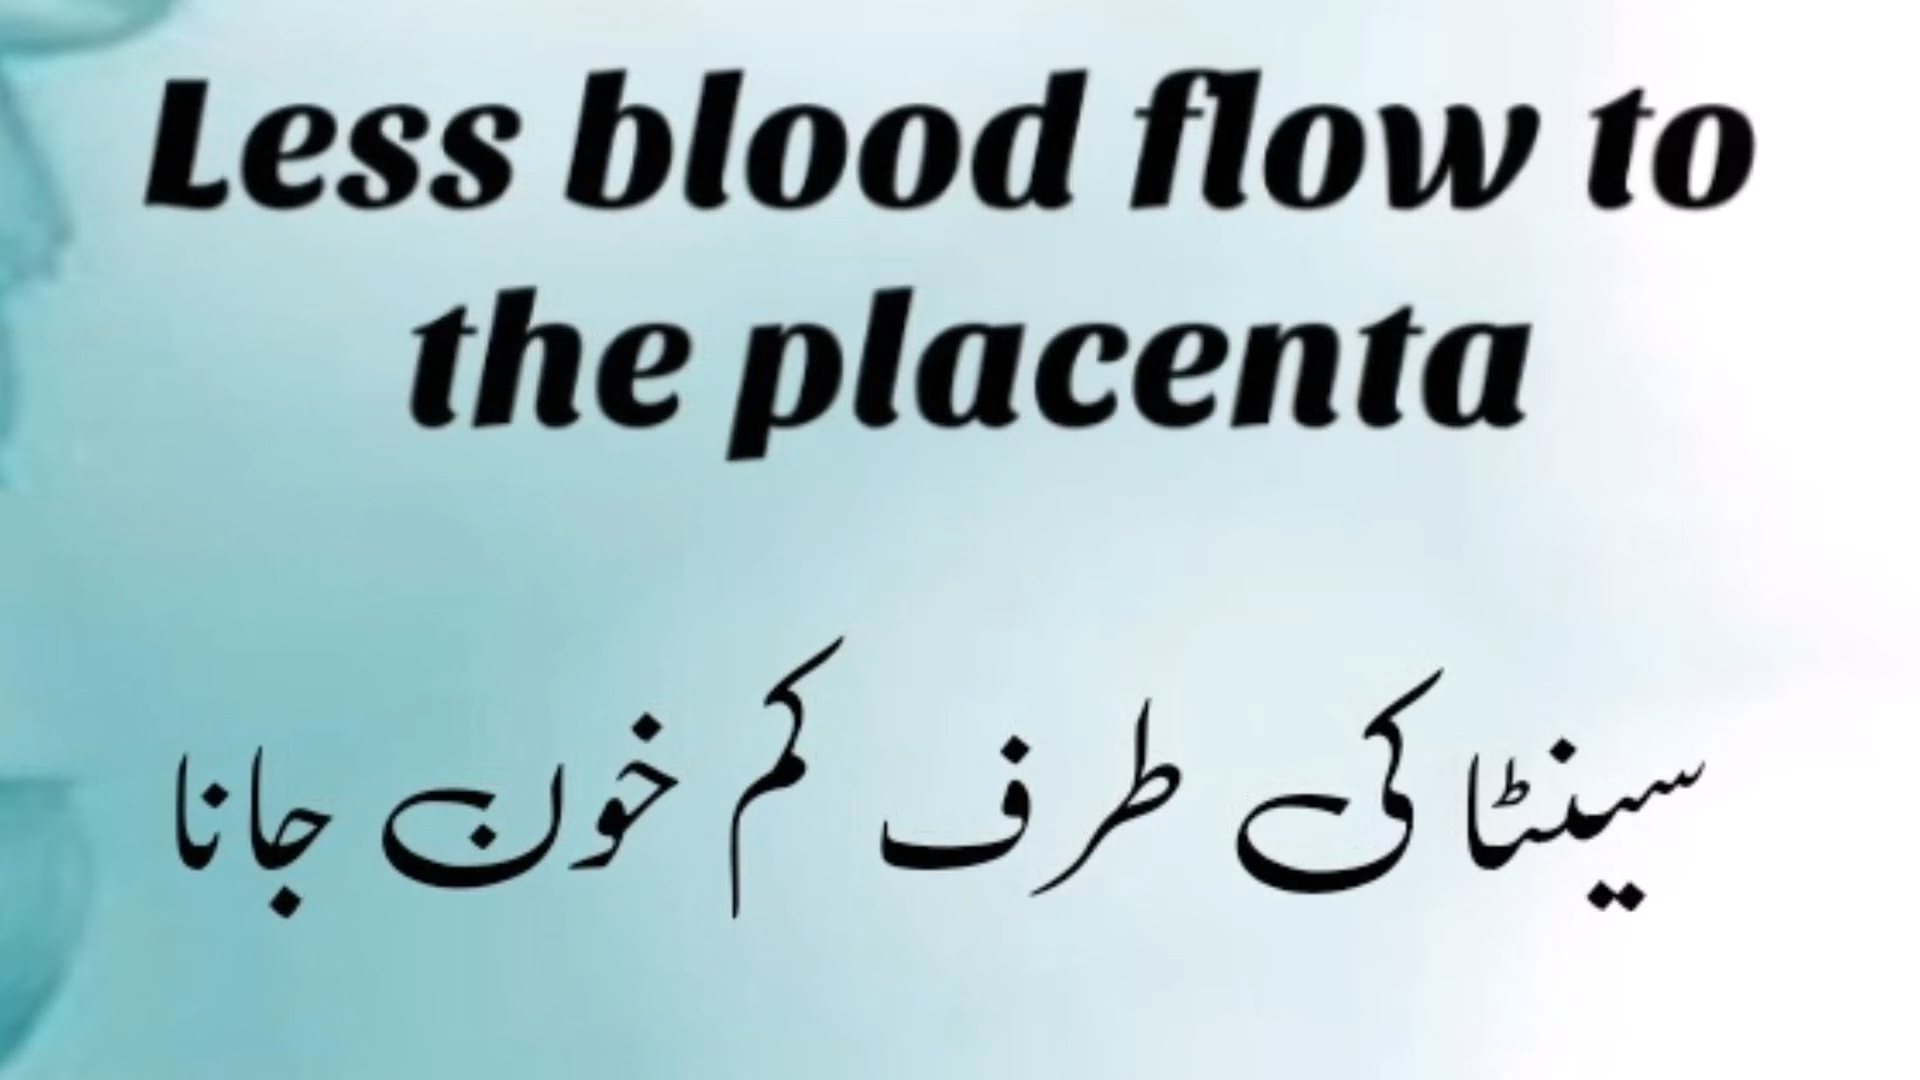 Less blood flow to
the placenta
سینٹا کی طرف کم خون جانا